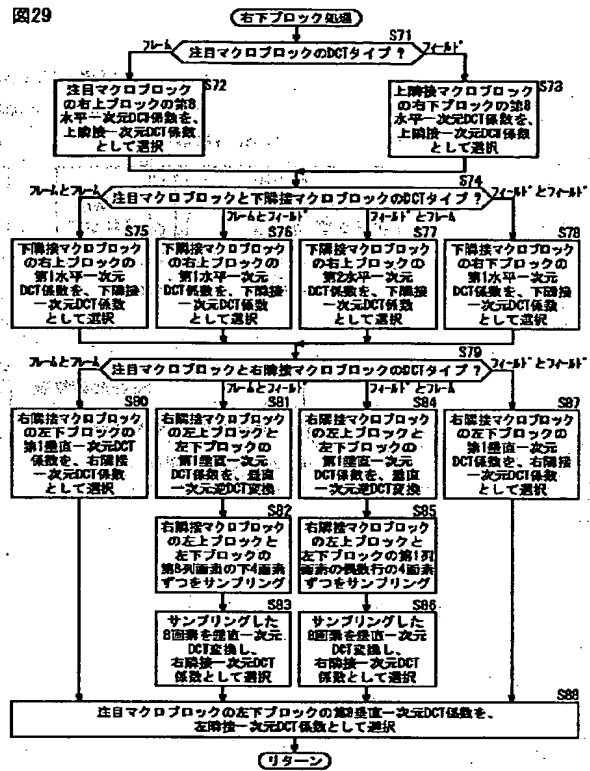 図29
右下ブロック処理
S71
注目マクロブロックのDCTタイプ？
フレーム
フィールド
S72
注目マクロブロック
の右上ブロックの第8
水平一次元DCT係数を、
上隣接一次元DCT係数
として選択
S73
上隣接マクロブロック
の右下ブロックの第8
水平一次元DCT係数を、
上隣接一次元DCT係数
として選択
S74
注目マクロブロックと下隣接マクロブロックのDCTタイプ？
フレームとフレーム
フレームとフィールド
フィールドとフレーム
フィールドとフィールド
S75
下隣接マクロブロック
の右上ブロックの
第1水平一次元
DCT係数を、下隣接
一次元DCT係数
として選択
S76
下隣接マクロブロック
の右上ブロックの
第1水平一次元
DCT係数を、下隣接
一次元DCT係数
として選択
S77
下隣接マクロブロック
の右上ブロックの
第2水平一次元
DCT係数を、下隣接
一次元DCT係数
として選択
S78
下隣接マクロブロック
の右下ブロックの
第1水平一次元
DCT係数を、下隣接
一次元DCT係数
として選択
S79
注目マクロブロックと右隣接マクロブロックのDCTタイプ？
フレームとフレーム
フレームとフィールド
フィールドとフレーム
フィールドとフィールド
S80
右隣接マクロブロック
の左下ブロックの
第1垂直一次元DCT
係数を、右隣接
一次元DCT係数
として選択
S81
右隣接マクロブロック
の左上ブロックと
左下ブロックの
第1垂直一次元
DCT係数を、垂直
一次元逆DCT変換
S84
右隣接マクロブロック
の左上ブロックと
左下ブロックの
第1垂直一次元
DCT係数を、垂直
一次元逆DCT変換
S87
右隣接マクロブロック
の左下ブロックの
第1垂直一次元
DCT係数を、右隣接
一次元DCT係数
として選択
S82
右隣接マクロブロック
の左上ブロックと
左下ブロックの
第8列画素の下4画素
ずつをサンプリング
S85
右隣接マクロブロック
の左上ブロックと
左下ブロックの第1列
画素の偶数行の4画素
ずつをサンプリング
S83
サンプリングした
8画素を垂直一次元
DCT変換し、
右隣接一次元DCT
係数として選択
S86
サンプリングした
8画素を垂直一次元
DCT変換し、
右隣接一次元DCT
係数として選択
S88
注目マクロブロックの左下ブロックの第8垂直一次元DCT係数を、
左隣接一次元DCT係数として選択
リターン